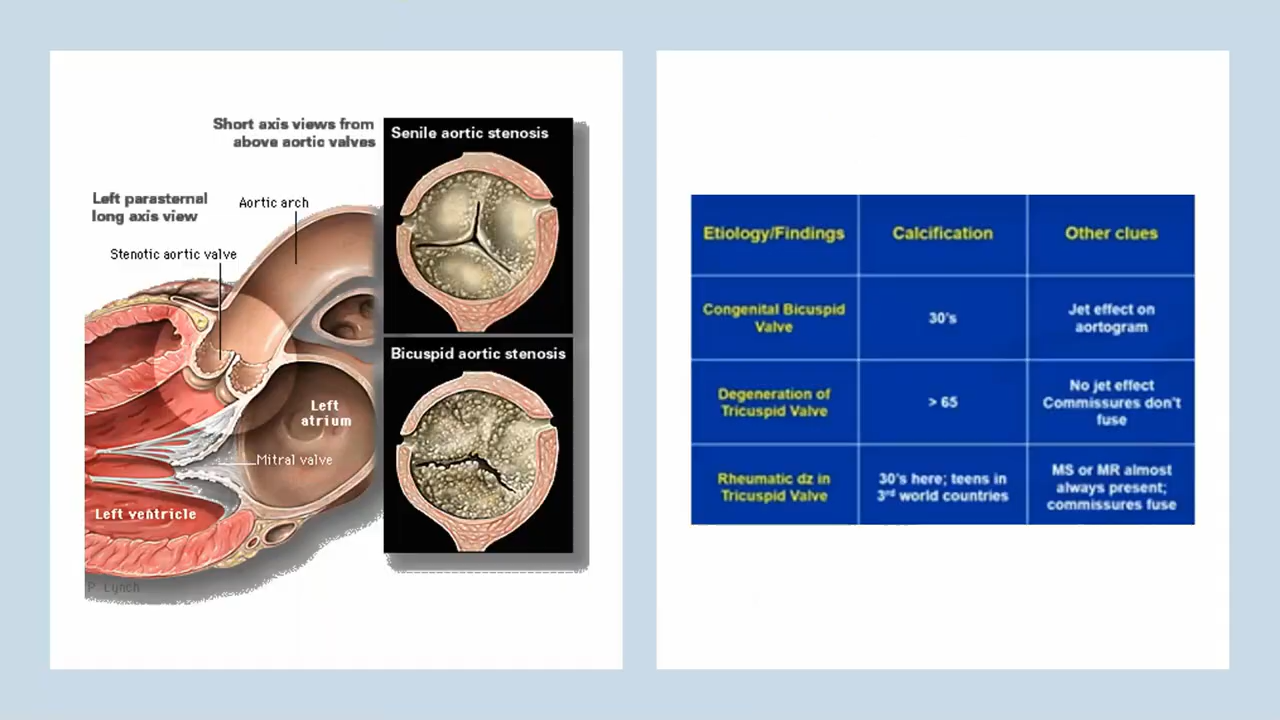 Short axis views from
above aortic valves
Left parasternal
long axis view
Aortic arch
Stenotic aortic valve
Left
atrium
Mitral valve
Left ventricle
P Lynch
Senile aortic stenosis
Bicuspid aortic stenosis
Etiology/Findings Calcification Other clues
Congenital Bicuspid
Valve
30's
Jet effect on
aortogram
Degeneration of
Tricuspid Valve
> 65
No jet effect
Commissures don't
fuse
Rheumatic dz in
Tricuspid Valve
30's here; teens in
3rd world countries
MS or MR almost
always present;
commissures fuse